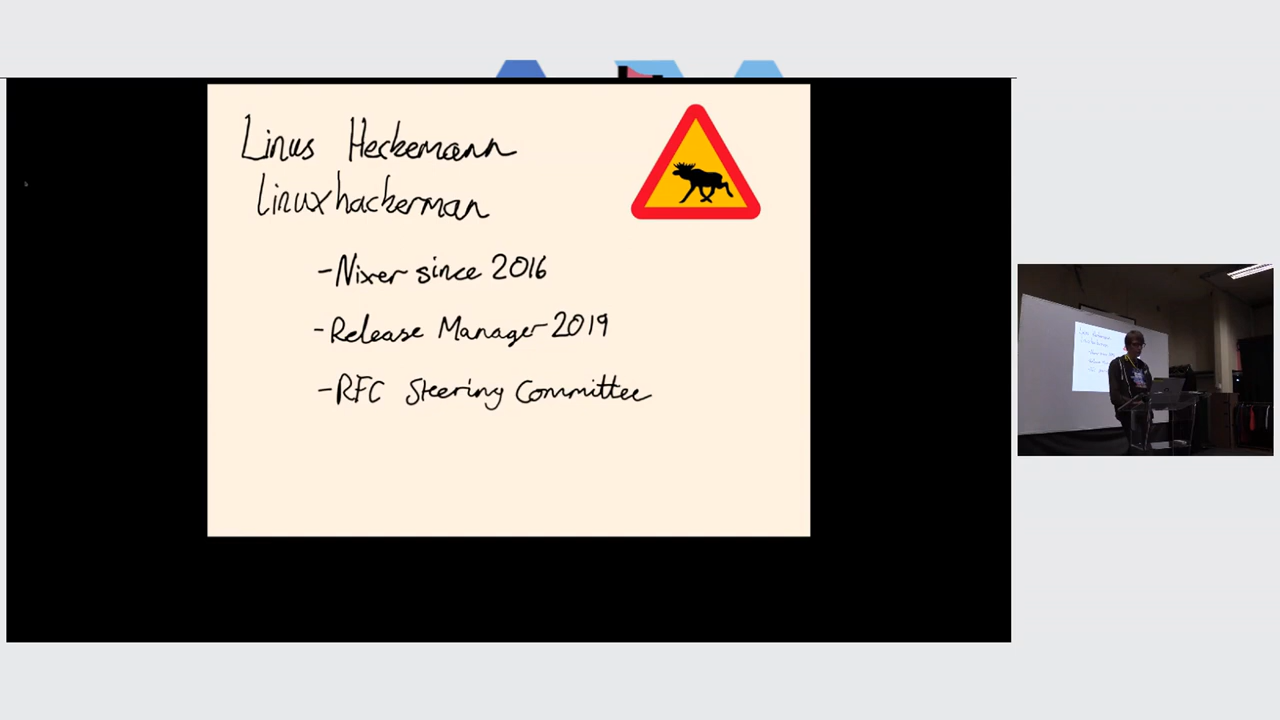 Linus Heckemann
linuxhackerman
- Nixer since 2016
- Release Manager 2019
- RFC Steering Committee